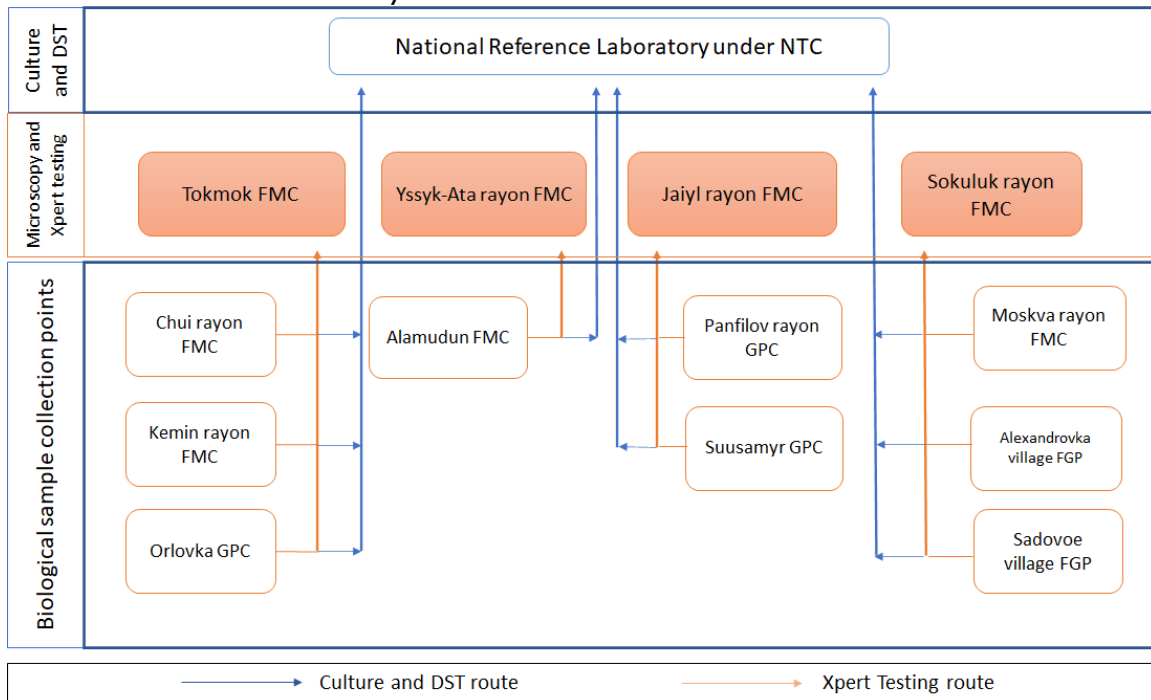 Culture
and DST
National Reference Laboratory under NTC
Microscopy and
Xpert testing
Tokmok FMC
Yssyk-Ata rayon FMC
Jaiyl rayon FMC
Sokuluk rayon
FMC
Biological sample collection points
Chui rayon
FMC
Alamudun FMC
Panfilov rayon
GPC
Moskva rayon
FMC
Kemin rayon
FMC
Suusamyr GPC
Alexandrovka
village FGP
Orlovka GPC
Sadovoe
village FGP
Culture and DST route
Xpert Testing route